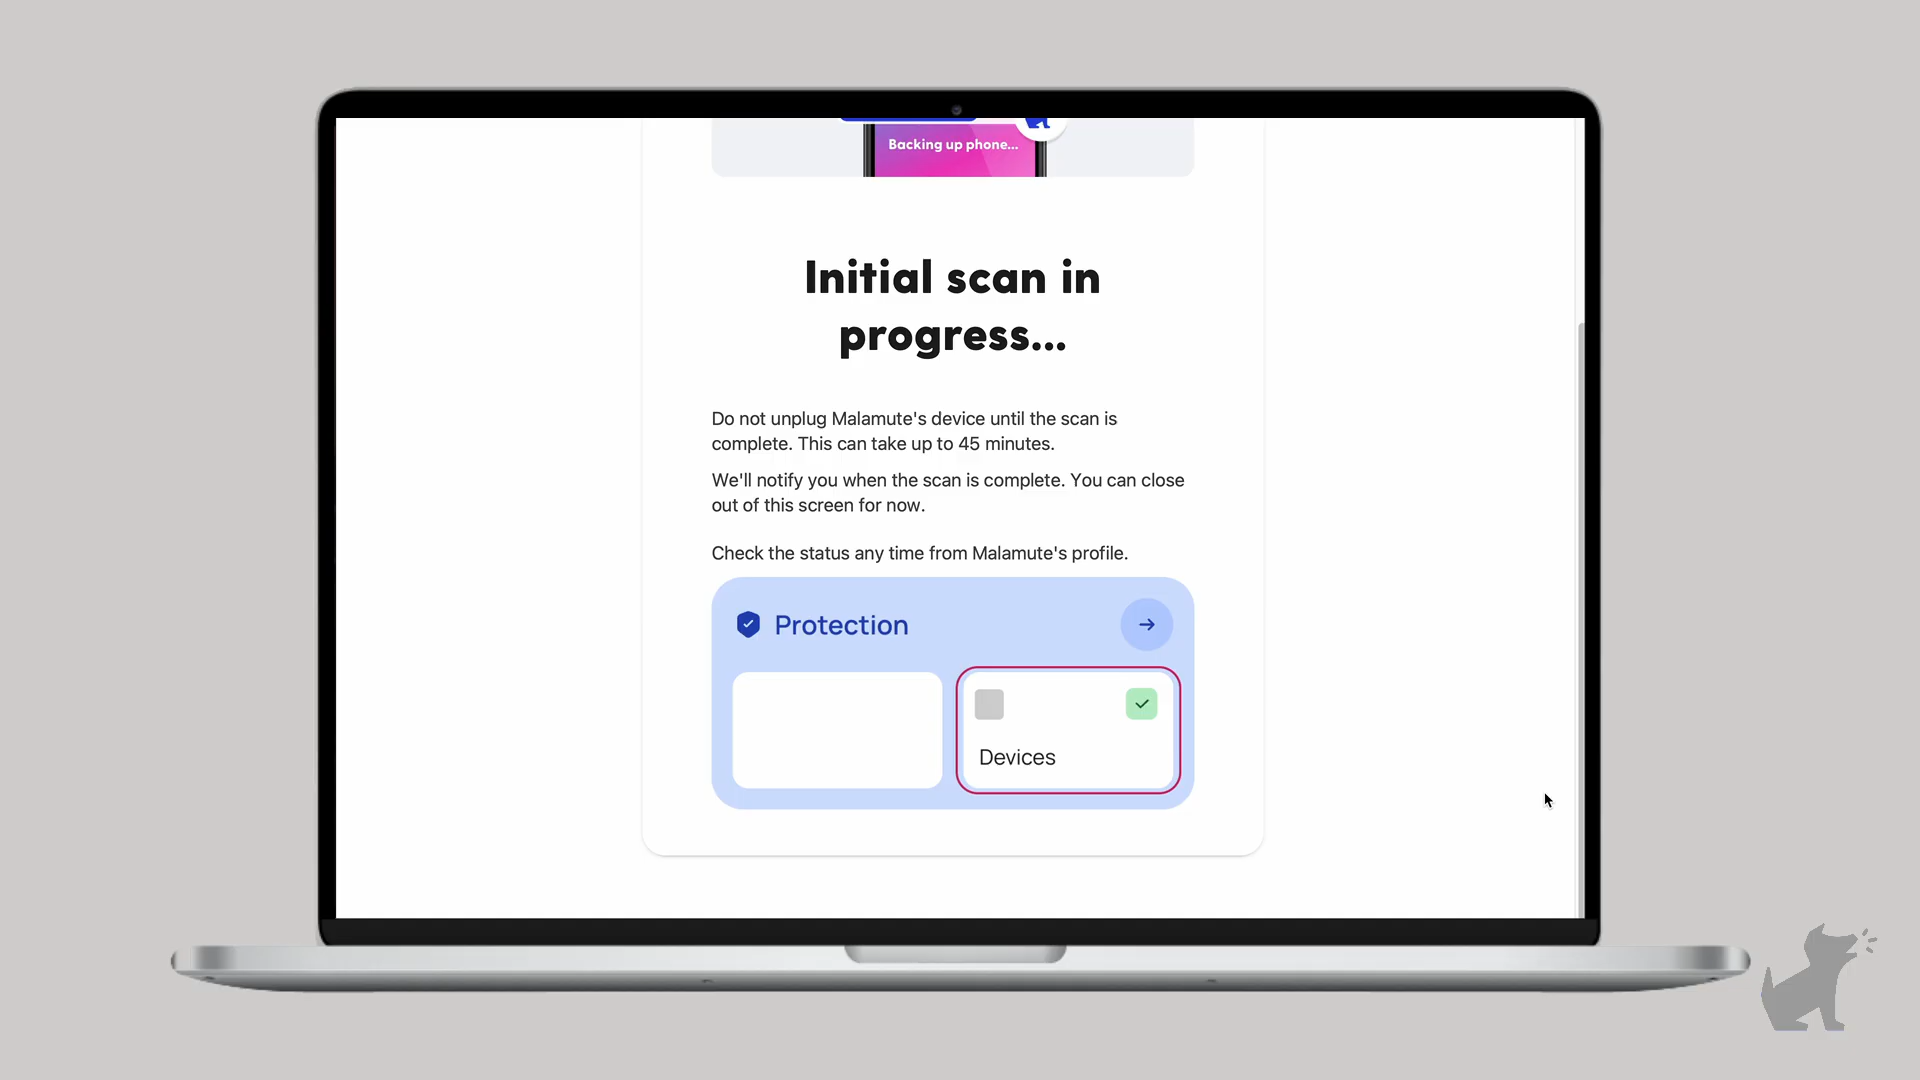 Backing up phone...
Initial scan in
progress...
Do not unplug Malamute's device until the scan is
complete. This can take up to 45 minutes.
We'll notify you when the scan is complete. You can close
out of this screen for now.
Check the status any time from Malamute's profile.
Protection
Devices